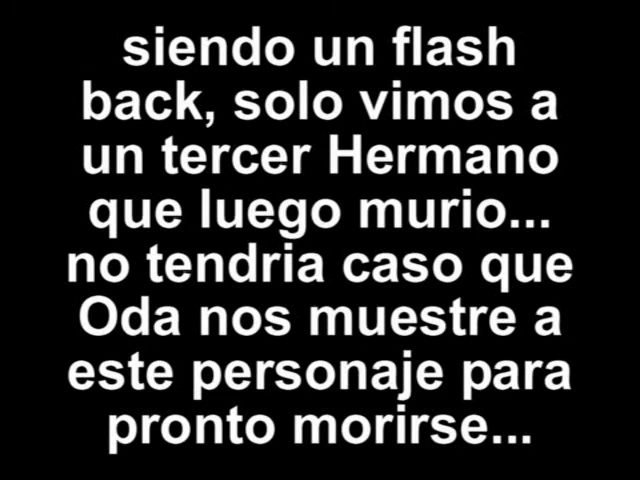 siendo un flash
back, solo vimos a
un tercer Hermano
que luego murio...
no tendria caso que
Oda nos muestre a
este personaje para
pronto morirse...